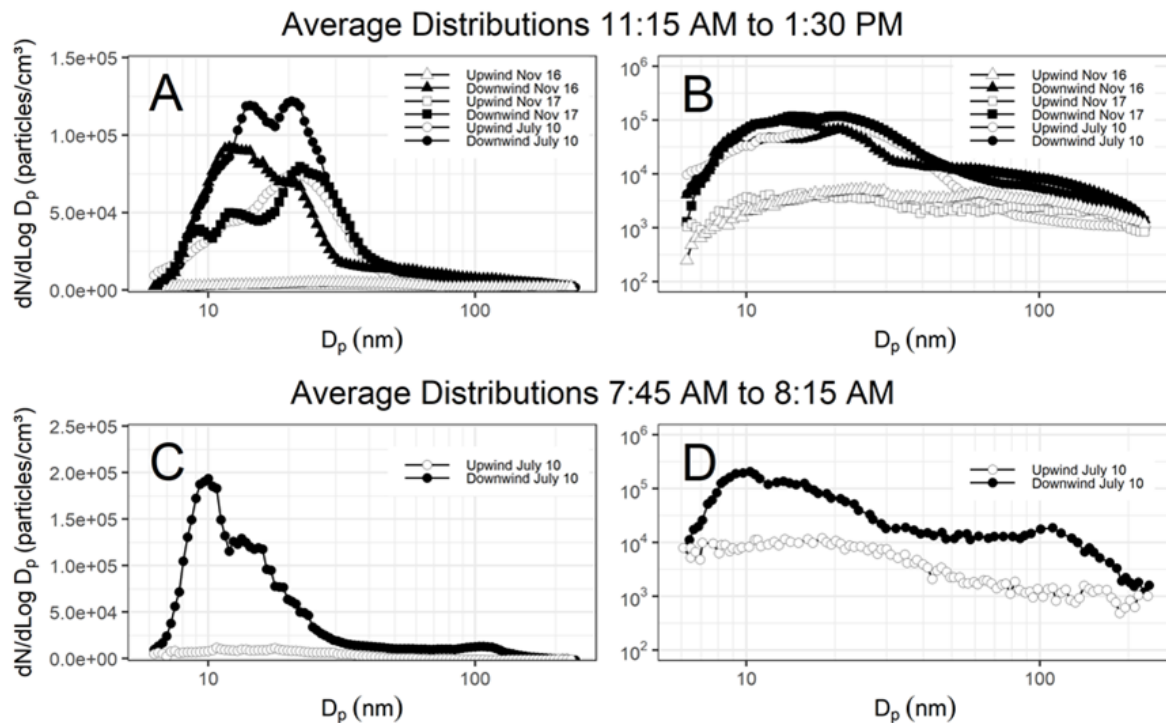 Average Distributions 11:15 AM to 1:30 PM
A
dN/dLog Dₚ (particles/cm³)
1.5e+05
1.0e+05
5.0e+04
0.0e+00
Upwind Nov 16
Downwind Nov 16
Upwind Nov 17
Downwind Nov 17
Upwind July 10
Downwind July 10
10
100
Dₚ (nm)
B
10⁶
10⁵
10⁴
10³
10²
Upwind Nov 16
Downwind Nov 16
Upwind Nov 17
Downwind Nov 17
Upwind July 10
Downwind July 10
10
100
Dₚ (nm)
Average Distributions 7:45 AM to 8:15 AM
C
dN/dLog Dₚ (particles/cm³)
2.5e+05
2.0e+05
1.5e+05
1.0e+05
5.0e+04
0.0e+00
Upwind July 10
Downwind July 10
10
100
Dₚ (nm)
D
10⁶
10⁵
10⁴
10³
10²
Upwind July 10
Downwind July 10
10
100
Dₚ (nm)